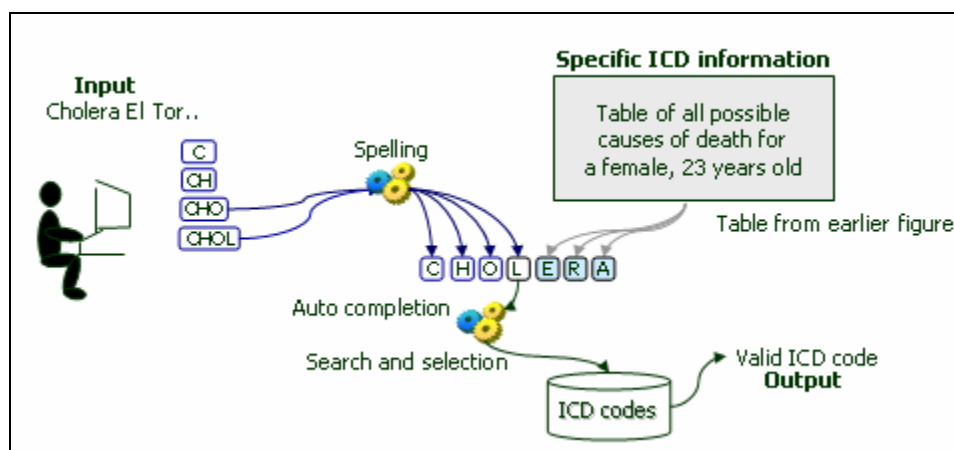 Input
Cholera El Tor..
C
CH
CHO
CHOL
Spelling
Specific ICD information
Table of all possible
causes of death for
a female, 23 years old
Table from earlier figure
C H O L E R A
Auto completion
Search and selection
ICD codes
Valid ICD code
Output